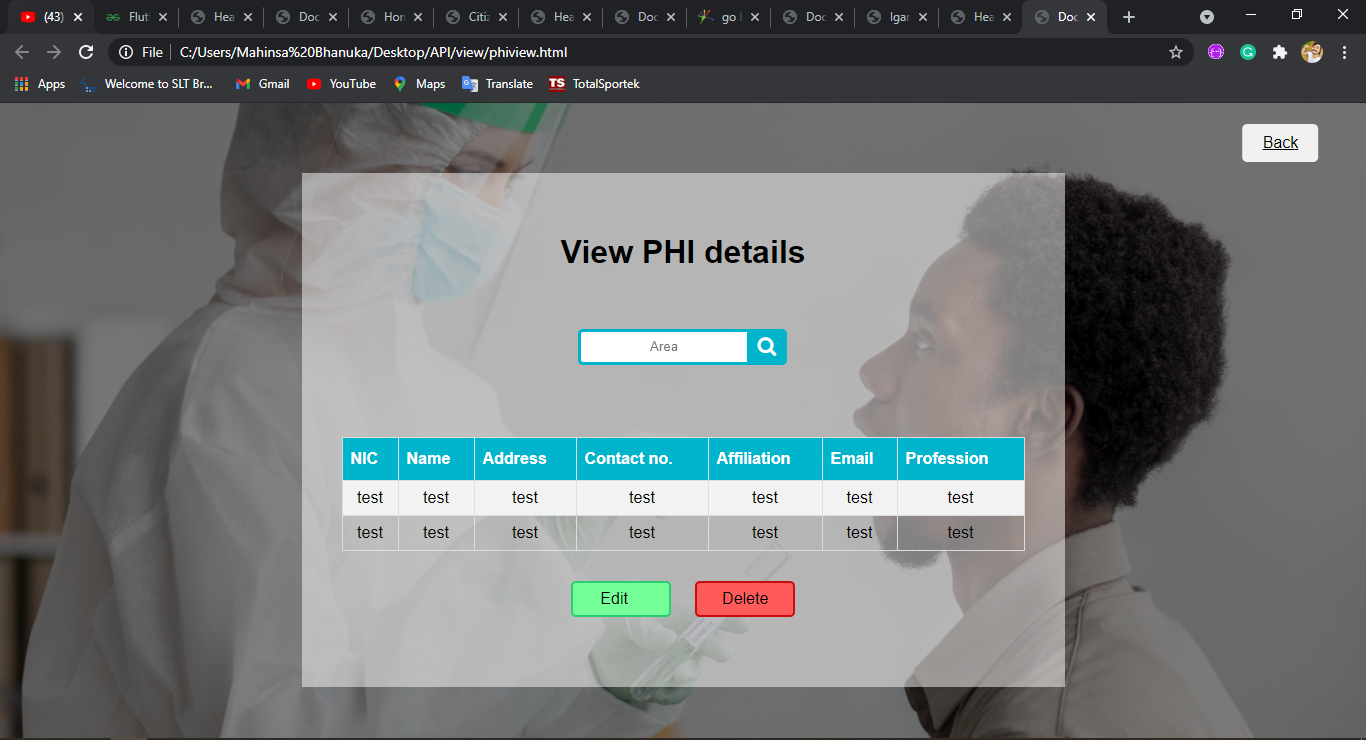 (43)
Flutt
Hea
Doc
Hor
Citiz
Hea
Doc
go l
Doc
Igar
Hea
Doc
File
C:/Users/Mahinsa%20Bhanuka/Desktop/API/view/phiview.html
Apps
Welcome to SLT Br...
Gmail
YouTube
Maps
Translate
TS TotalSportek
Back
View PHI details
Area
NIC Name Address Contact no. Affiliation Email Profession
test test test test test test test
test test test test test test test
Edit Delete